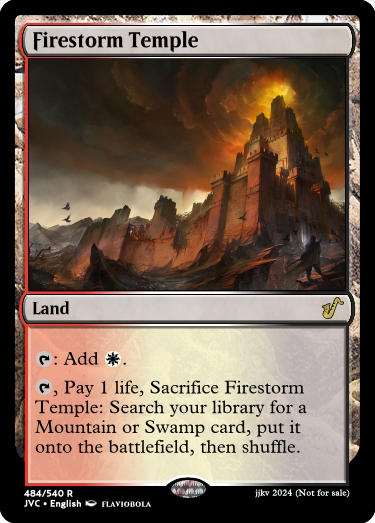 Firestorm Temple
Land
: Add .
, Pay 1 life, Sacrifice Firestorm
Temple: Search your library for a
Mountain or Swamp card, put it
onto the battlefield, then shuffle.
484/540 R
JVC • English FLAVIOBOLA
jjkv 2024 (Not for sale)